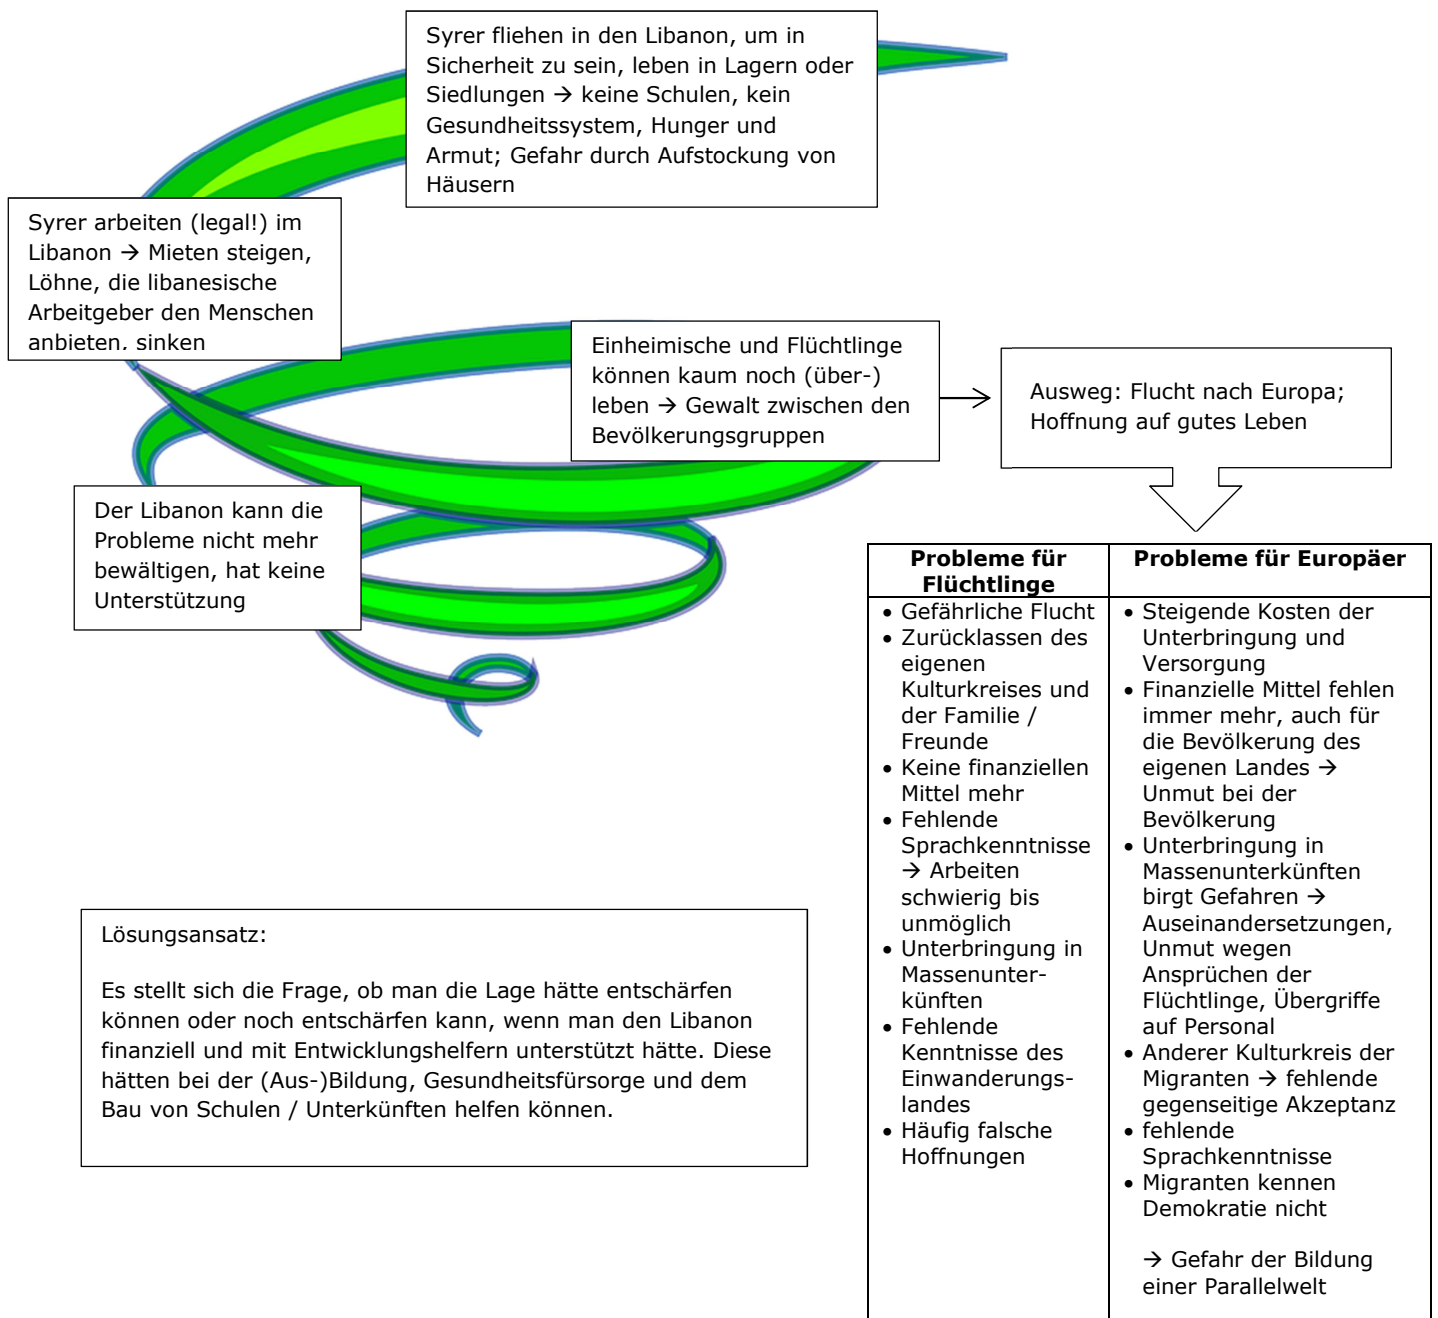 Syrer fliehen in den Libanon, um in
Sicherheit zu sein, leben in Lagern oder
Siedlungen → keine Schulen, kein
Gesundheitssystem, Hunger und
Armut; Gefahr durch Aufstockung von
Häusern
Syrer arbeiten (legal!) im
Libanon → Mieten steigen,
Löhne, die libanesische
Arbeitgeber den Menschen
anbieten, sinken
Einheimische und Flüchtlinge
können kaum noch (über-)
leben → Gewalt zwischen den
Bevölkerungsgruppen
Ausweg: Flucht nach Europa;
Hoffnung auf gutes Leben
Der Libanon kann die
Probleme nicht mehr
bewältigen, hat keine
Unterstützung
Probleme für
Flüchtlinge
• Gefährliche Flucht
• Zurücklassen des
eigenen
Kulturkreises und
der Familie /
Freunde
• Keine finanziellen
Mittel mehr
• Fehlende
Sprachkenntnisse
→ Arbeiten
schwierig bis
unmöglich
• Unterbringung in
Massenunter-
künften
• Fehlende
Kenntnisse des
Einwanderungs-
landes
• Häufig falsche
Hoffnungen
Probleme für Europäer
• Steigende Kosten der
Unterbringung und
Versorgung
• Finanzielle Mittel fehlen
immer mehr, auch für
die Bevölkerung des
eigenen Landes →
Unmut bei der
Bevölkerung
• Unterbringung in
Massenunterkünften
birgt Gefahren →
Auseinandersetzungen,
Unmut wegen
Ansprüchen der
Flüchtlinge, Übergriffe
auf Personal
• Anderer Kulturkreis der
Migranten → fehlende
gegenseitige Akzeptanz
• fehlende
Sprachkenntnisse
• Migranten kennen
Demokratie nicht
→ Gefahr der Bildung
einer Parallelwelt
Lösungsansatz:
Es stellt sich die Frage, ob man die Lage hätte entschärfen
können oder noch entschärfen kann, wenn man den Libanon
finanziell und mit Entwicklungshelfern unterstützt hätte. Diese
hätten bei der (Aus-)Bildung, Gesundheitsfürsorge und dem
Bau von Schulen / Unterkünften helfen können.